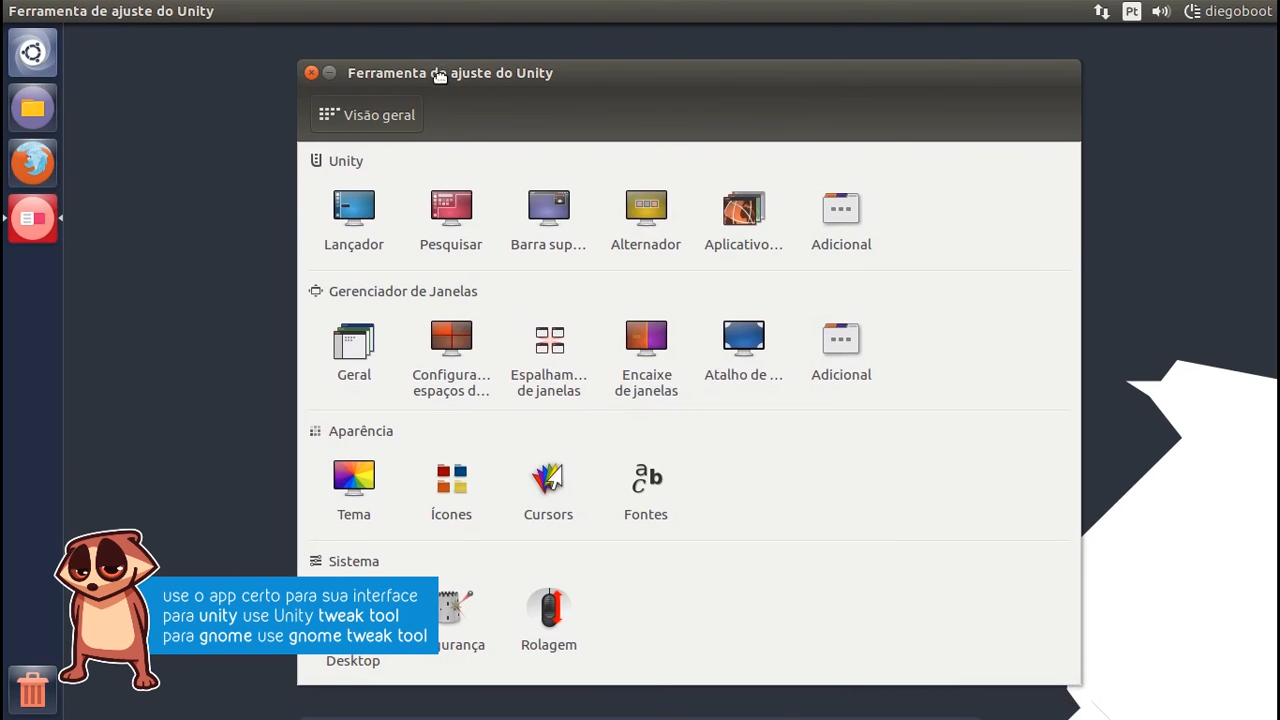 Ferramenta de ajuste do Unity
Pt
diegoboot
Ferramenta de ajuste do Unity
Visão geral
Unity
Lançador
Pesquisar
Barra sup...
Alternador
Aplicativo...
Adicional
Gerenciador de Janelas
Geral
Configura...
espaços d...
Espalham...
de janelas
Encaixe
de janelas
Atalho de ...
Adicional
Aparência
Tema
Ícones
Cursors
Fontes
ab
c
Sistema
use o app certo para sua interface
para unity use Unity tweak tool
para gnome use gnome tweak tool
urança
Rolagem
Desktop